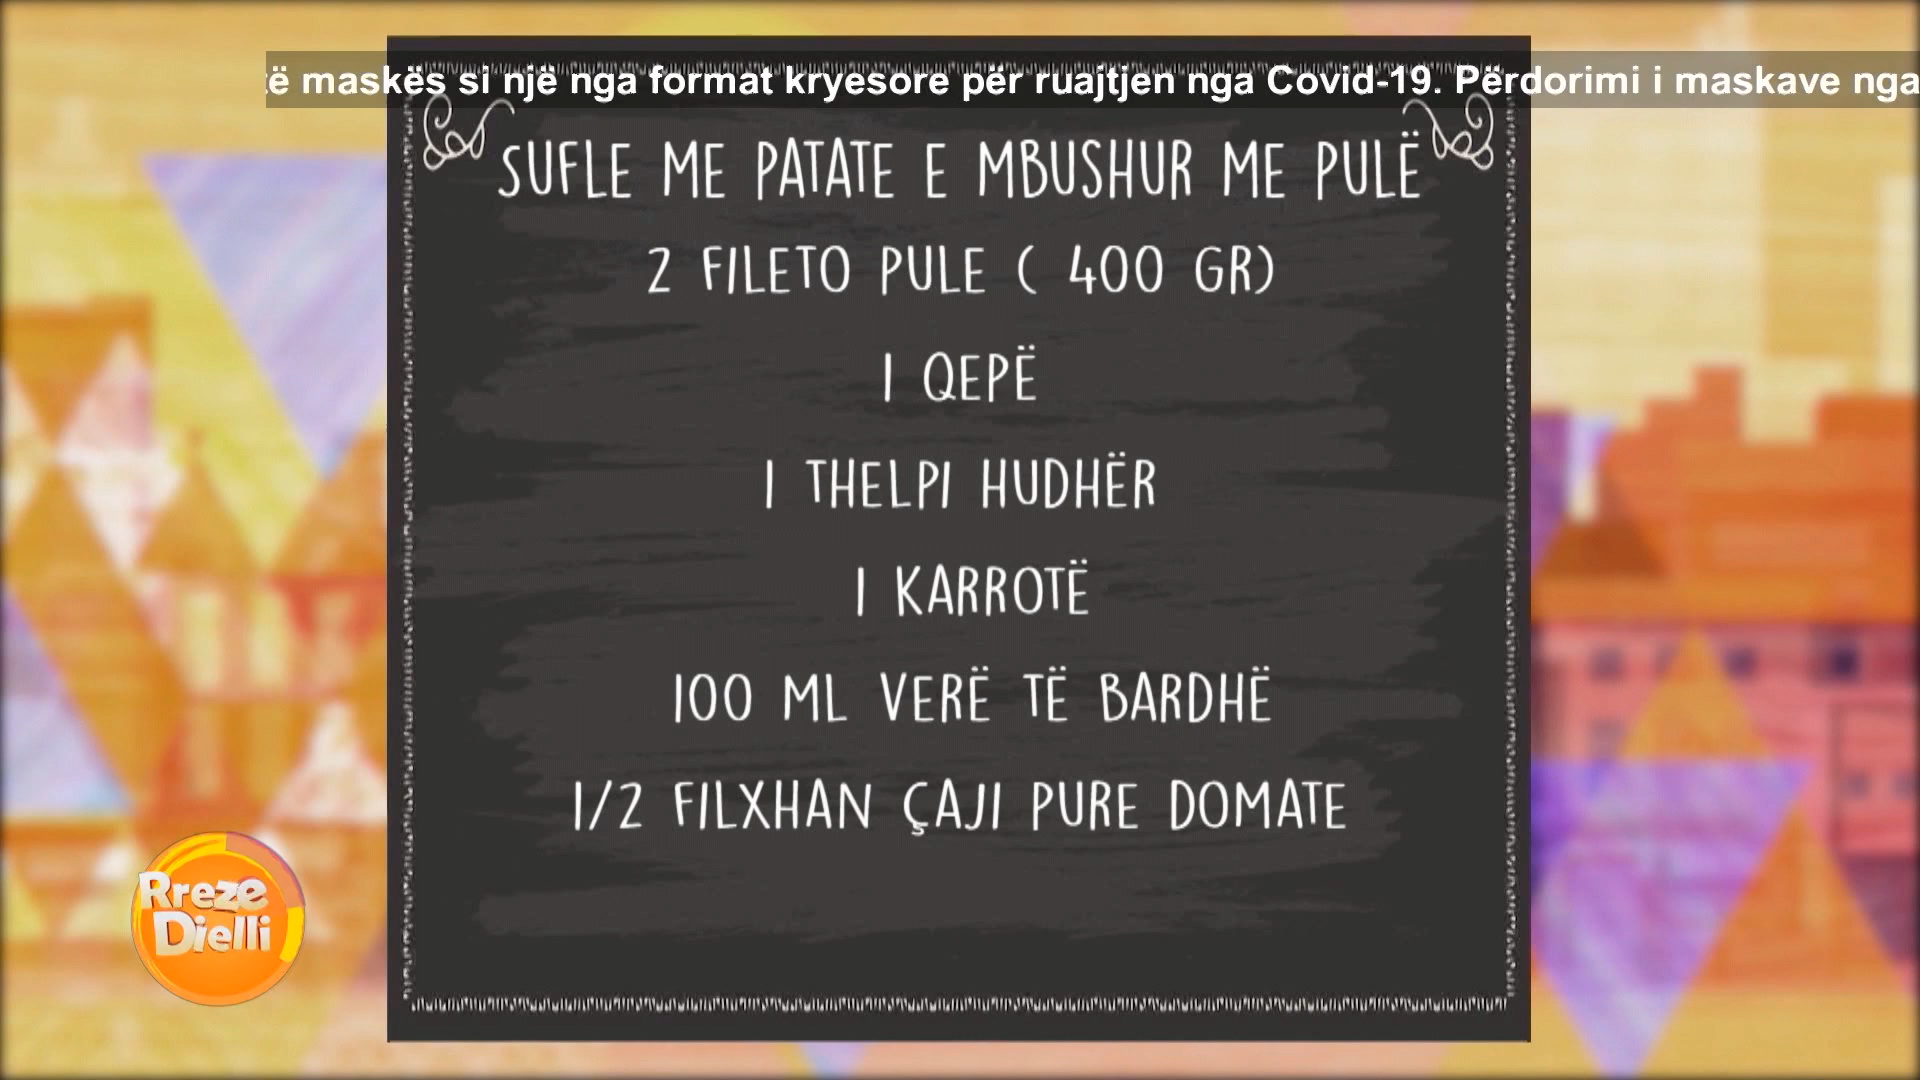 të maskës si një nga format kryesore për ruajtjen nga Covid-19. Përdorimi i maskave nga
SUFLE ME PATATE E MBUSHUR ME PULË
2 FILETO PULE ( 400 GR)
1 QEPË
1 THELPI HUDHËR
1 KARROTË
100 ML VERË TË BARDHË
1/2 FILXHAN ÇAJI PURE DOMATE
Rreze
Dielli